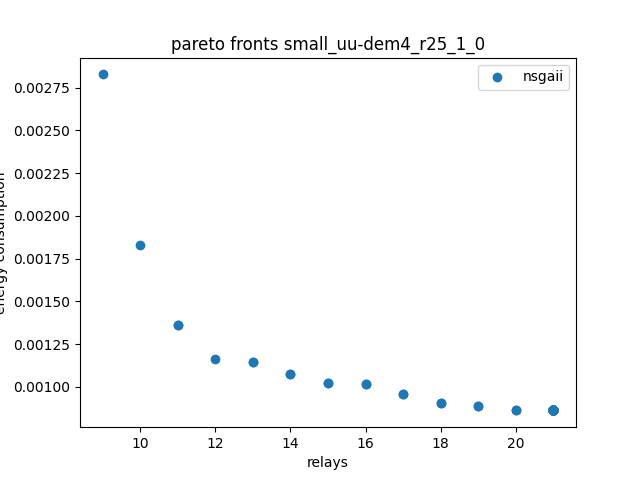 pareto fronts small_uu-dem4_r25_1_0
nsgaii
0.00275
0.00250
0.00225
0.00200
0.00175
0.00150
0.00125
0.00100
energy consumption
10 12 14 16 18 20
relays